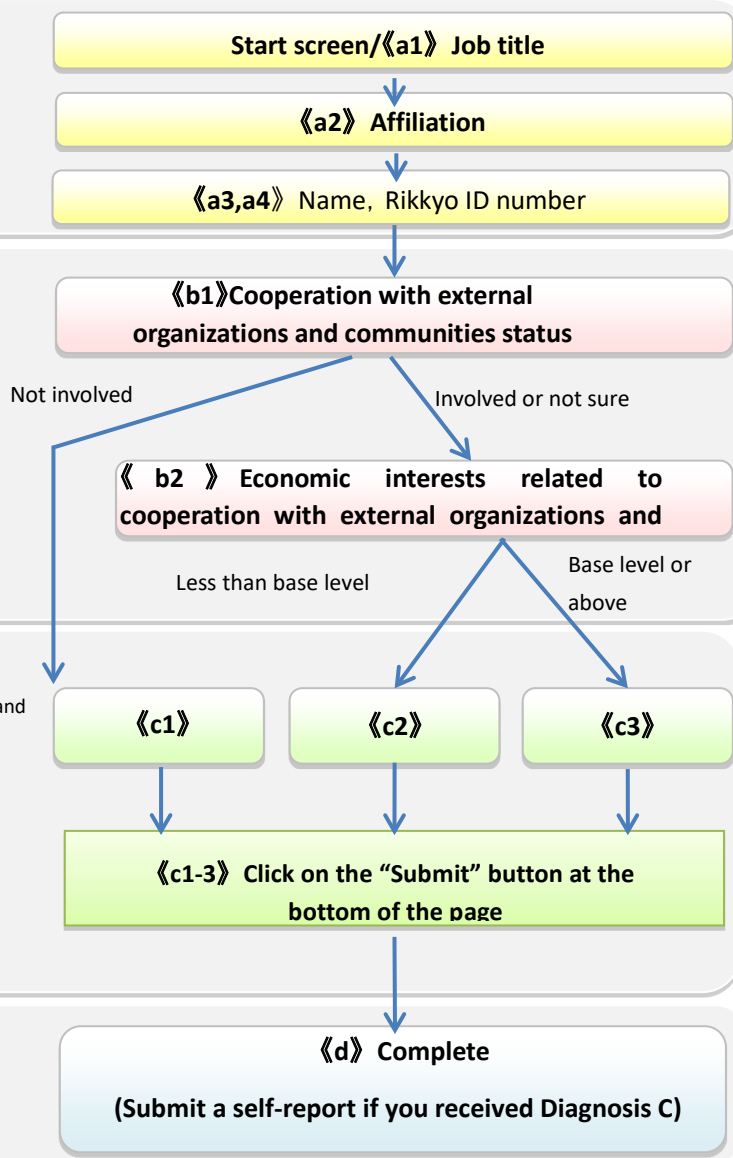 Start screen/《a1》 Job title
《a2》 Affiliation
《a3,a4》 Name, Rikkyo ID number
《b1》Cooperation with external
organizations and communities status
Not involved
Involved or not sure
《 b2 》 Economic interests related to
cooperation with external organizations and
Less than base level
Base level or
above
and
《c1》
《c2》
《c3》
《c1-3》 Click on the “Submit” button at the
bottom of the page
《d》 Complete
(Submit a self-report if you received Diagnosis C)